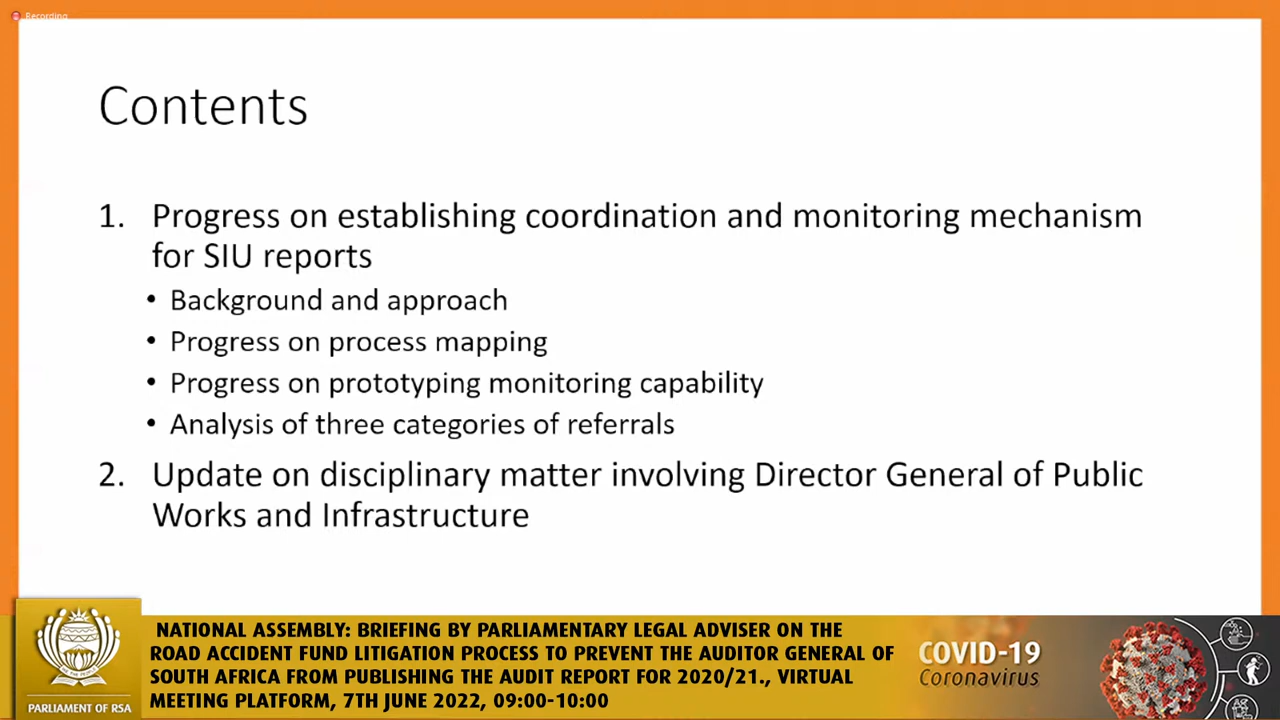 Recording
Contents
1. Progress on establishing coordination and monitoring mechanism
for SIU reports
• Background and approach
• Progress on process mapping
• Progress on prototyping monitoring capability
• Analysis of three categories of referrals
2. Update on disciplinary matter involving Director General of Public
Works and Infrastructure
NATIONAL ASSEMBLY: BRIEFING BY PARLIAMENTARY LEGAL ADVISER ON THE
ROAD ACCIDENT FUND LITIGATION PROCESS TO PREVENT THE AUDITOR GENERAL OF
SOUTH AFRICA FROM PUBLISHING THE AUDIT REPORT FOR 2020/21., VIRTUAL
MEETING PLATFORM, 7TH JUNE 2022, 09:00-10:00
PARLIAMENT OF RSA
COVID-19
Coronavirus